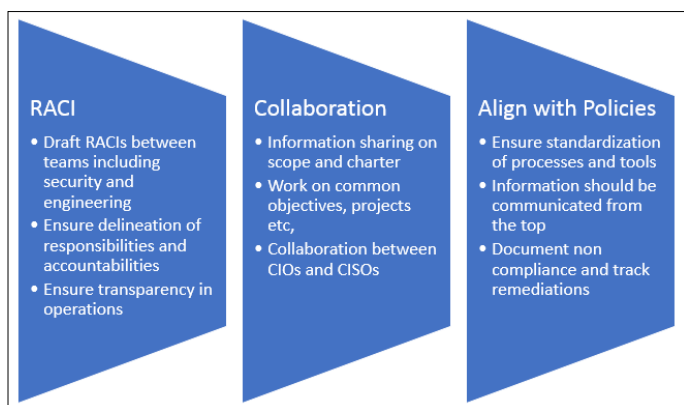 RACI
• Draft RACIs between
teams including
security and
engineering
• Ensure delineation of
responsibilities and
accountabilities
• Ensure transparency in
operations
Collaboration
• Information sharing on
scope and charter
• Work on common
objectives, projects
etc,
• Collaboration between
CIOs and CISOs
Align with Policies
• Ensure standardization
of processes and tools
• Information should be
communicated from
the top
• Document non
compliance and track
remediations